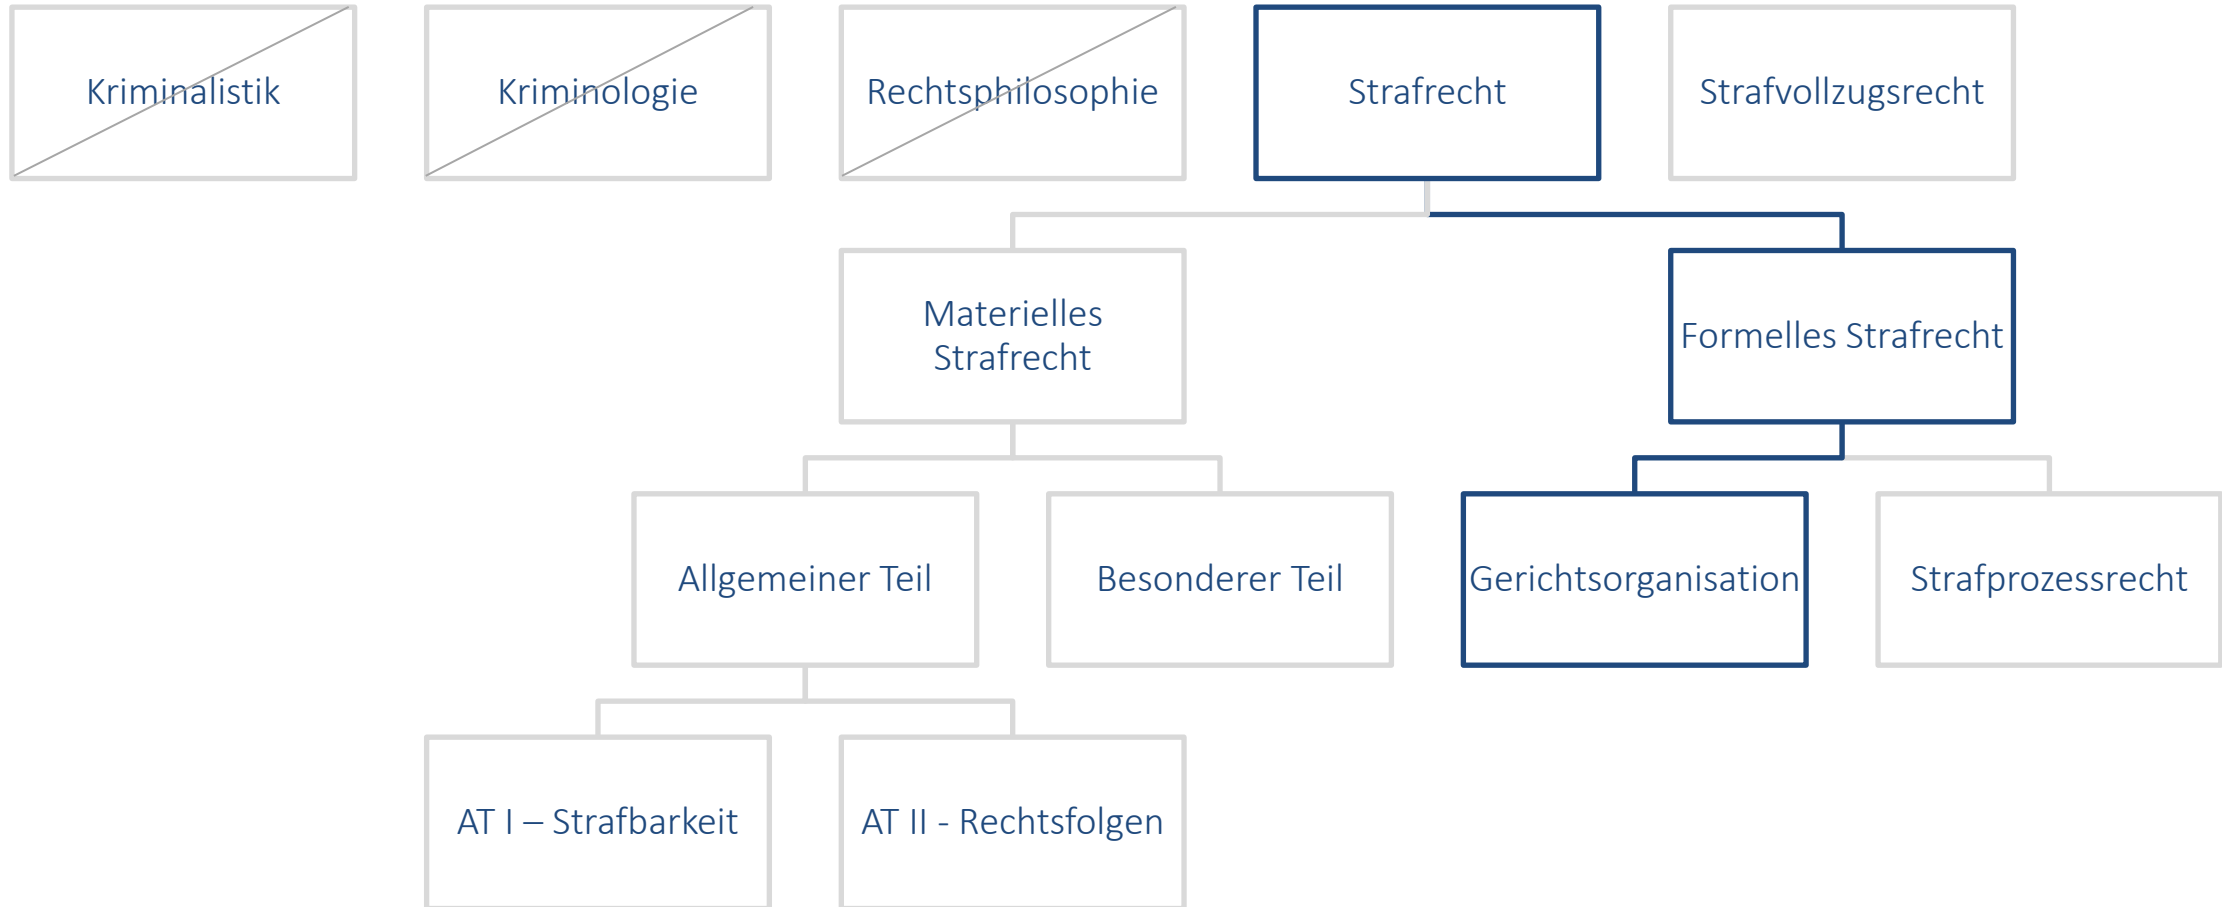 Kriminalistik
Kriminologie
Rechtsphilosophie
Strafrecht
Strafvollzugsrecht
Materielles
Strafrecht
Formelles Strafrecht
Allgemeiner Teil
Besonderer Teil
Gerichtsorganisation
Strafprozessrecht
AT I – Strafbarkeit
AT II - Rechtsfolgen